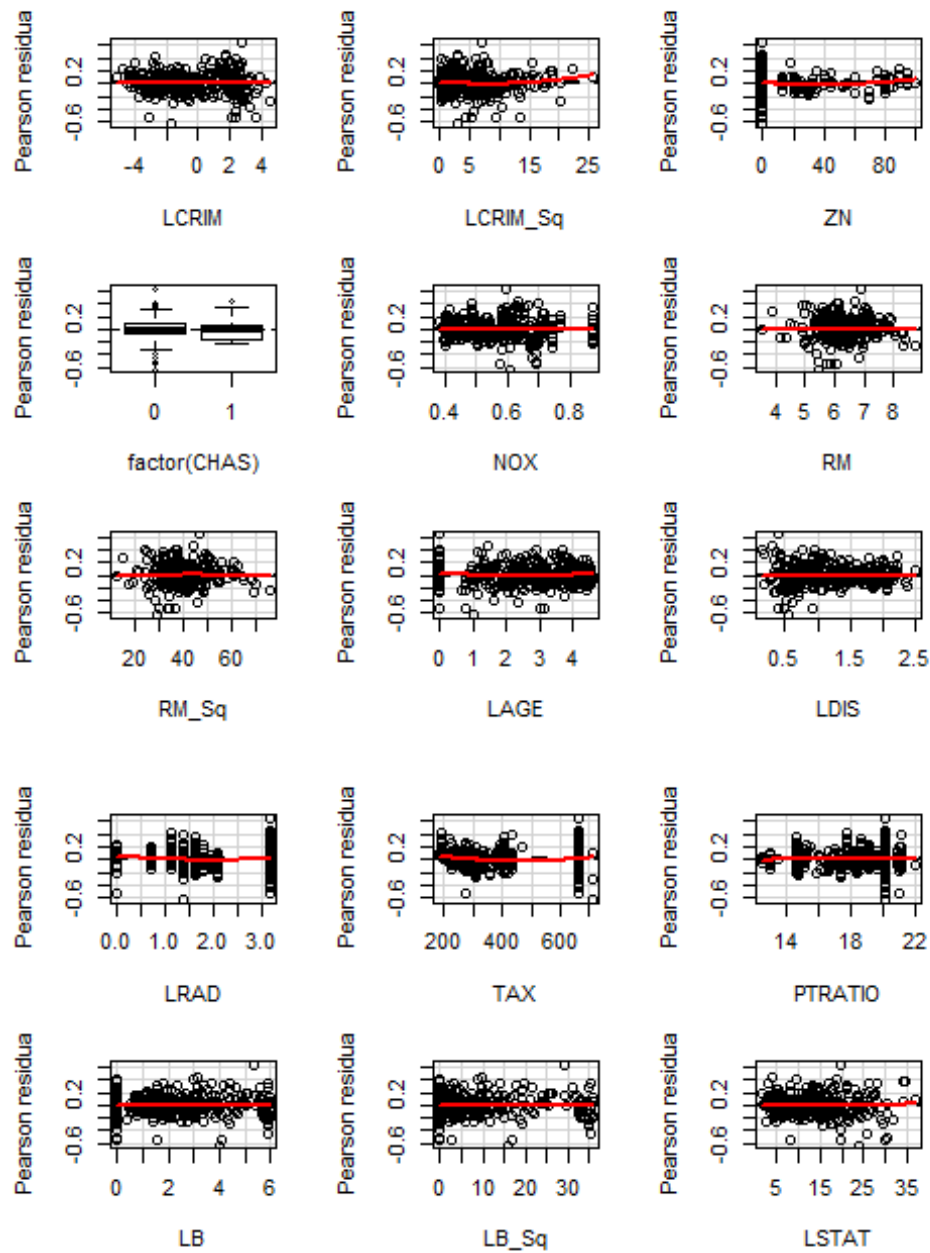 Pearson residua
0.2
-0.6
-4
0
2
4
LCRIM
Pearson residua
0.2
-0.6
0
5
15
25
LCRIM_Sq
Pearson residua
0.2
-0.6
0
40
80
ZN
Pearson residua
0.2
-0.6
0
1
factor(CHAS)
Pearson residua
0.2
-0.6
0.4
0.6
0.8
NOX
Pearson residua
0.2
-0.6
4
5
6
7
8
RM
Pearson residua
0.2
-0.6
20
40
60
RM_Sq
Pearson residua
0.2
-0.6
0
1
2
3
4
LAGE
Pearson residua
0.2
-0.6
0.5
1.5
2.5
LDIS
Pearson residua
0.2
-0.6
0.0
1.0
2.0
3.0
LRAD
Pearson residua
0.2
-0.6
200
400
600
TAX
Pearson residua
0.2
-0.6
14
18
22
PTRATIO
Pearson residua
0.2
-0.6
0
2
4
6
LB
Pearson residua
0.2
-0.6
0
10
20
30
LB_Sq
Pearson residua
0.2
-0.6
5
15
25
35
LSTAT